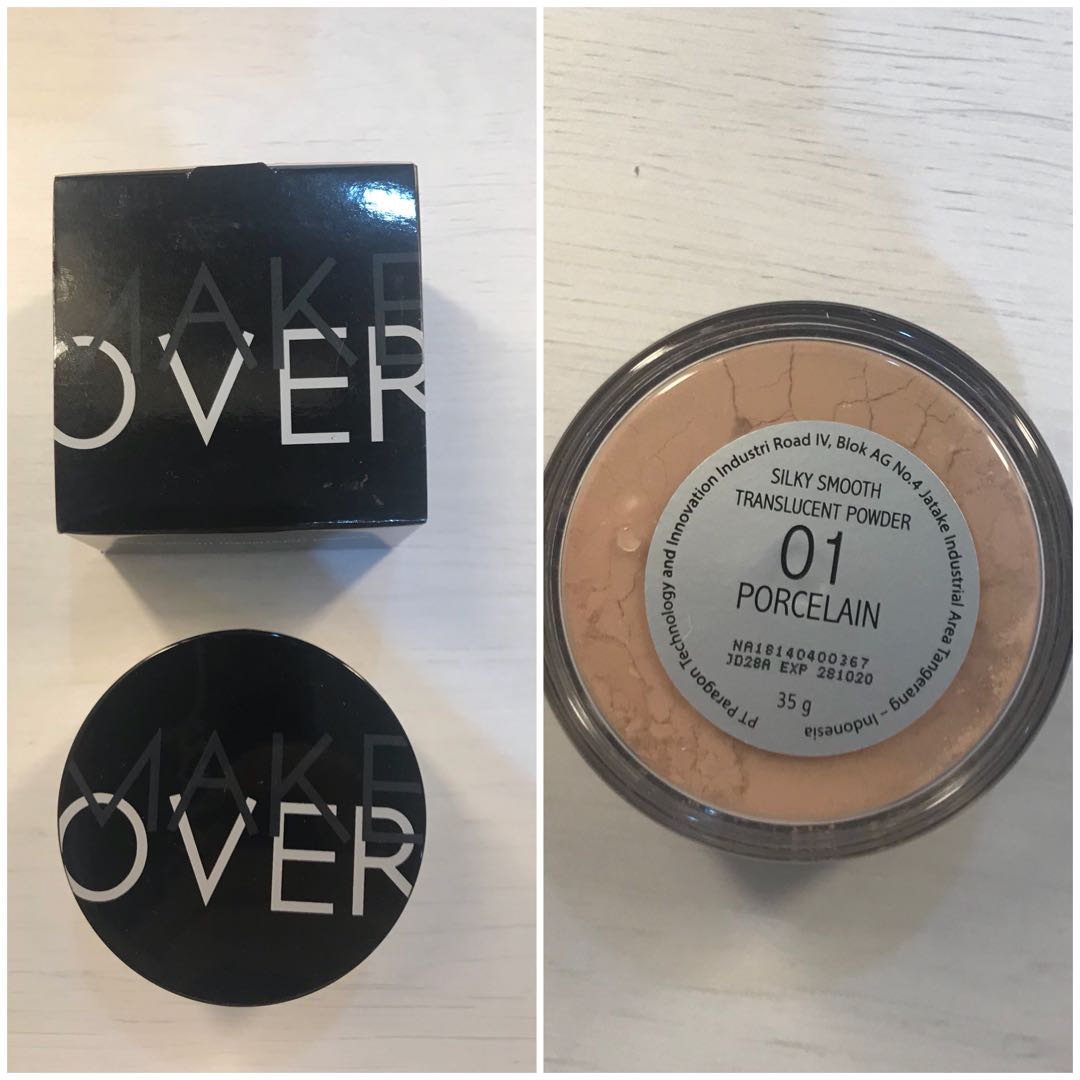 MAKE
OVER
MAKE
OVER
PT Paragon Technology and Innovation Industri Road IV, Blok AG No.4 Jatake Industrial Area Tangerang – Indonesia
SILKY SMOOTH
TRANSLUCENT POWDER
01
PORCELAIN
NA18140400367
JD28A EXP 281020
35 g